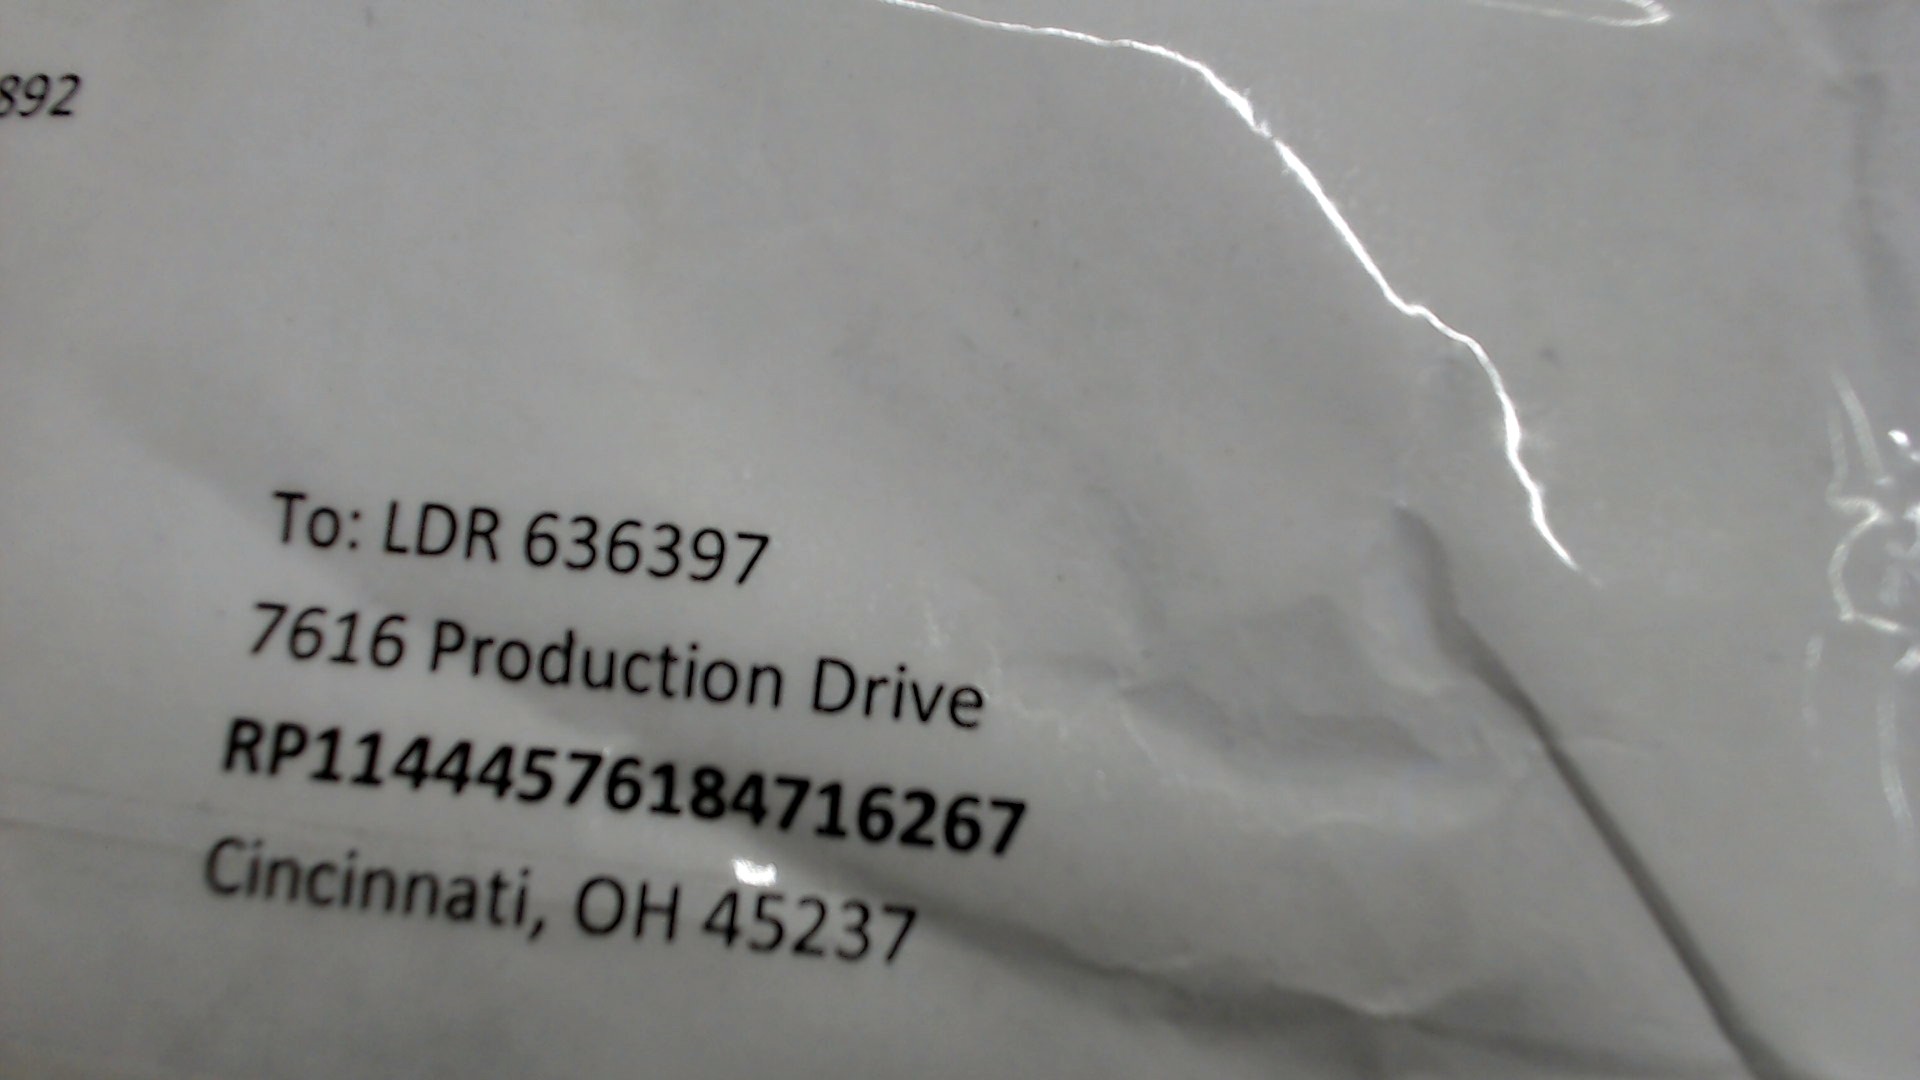 892
To: LDR 636397
7616 Production Drive
RP11444576184716267
Cincinnati, OH 45237